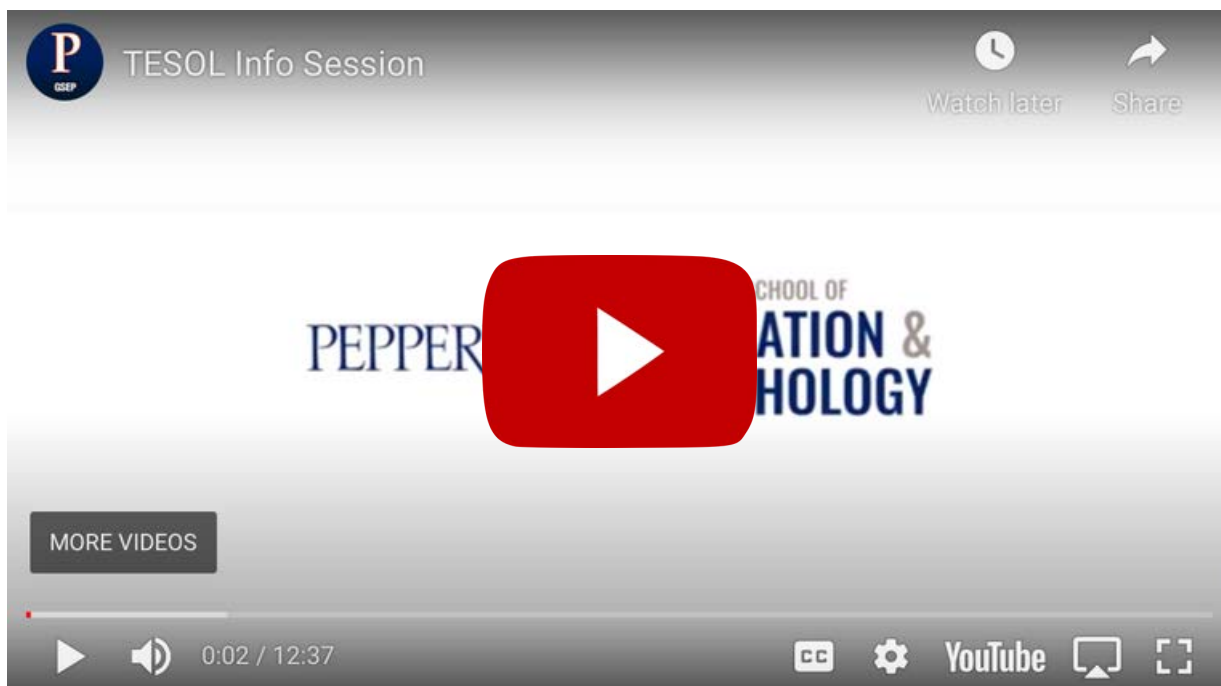 P
GSEP
TESOL Info Session
Watch later
Share
PEPPER
CHOOL OF
ATION &
HOLOGY
MORE VIDEOS
0:02 / 12:37
CC
YouTube